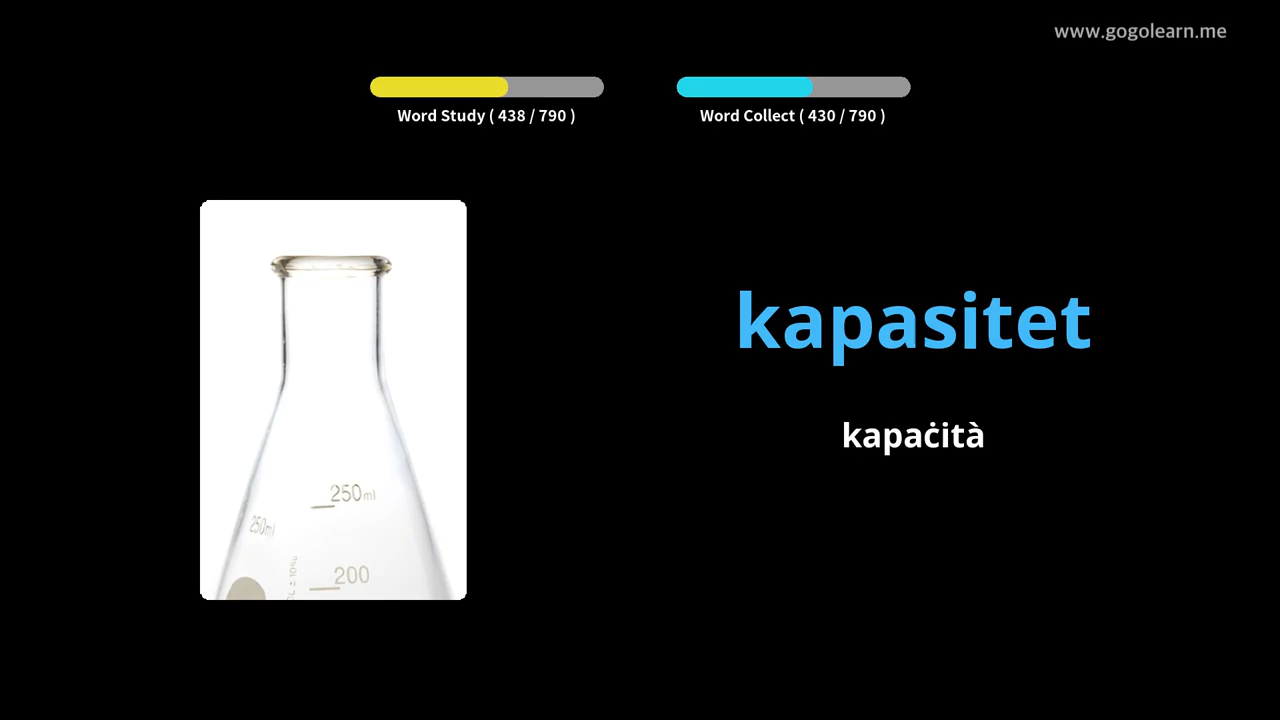 www.gogolearn.me
Word Study ( 438 / 790 )
Word Collect ( 430 / 790 )
kapasitet
kapaċità
250ml
250ml
200